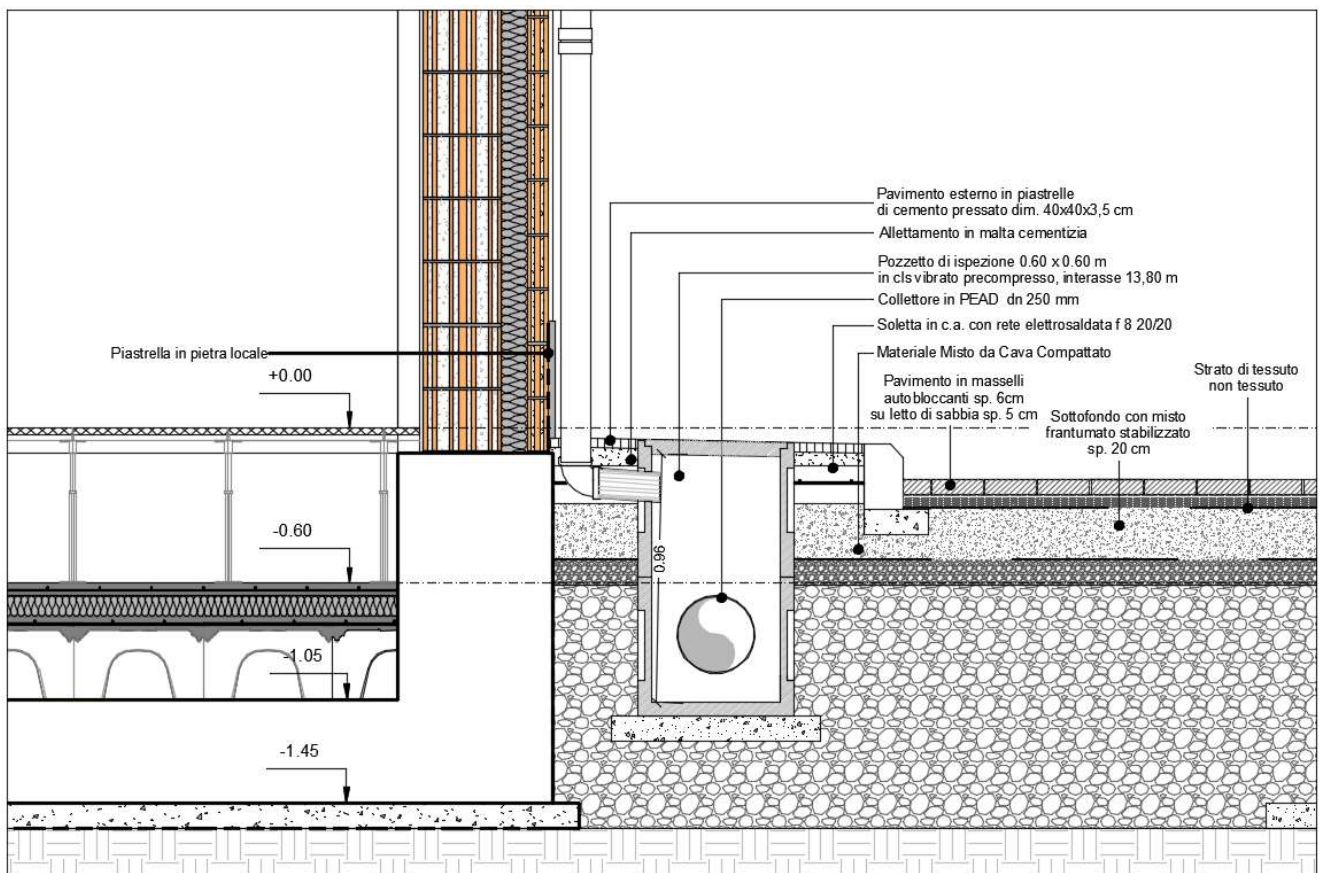 Pavimento esterno in piastrelle
di cemento pressato dim. 40x40x3,5 cm
Allettamento in malta cementizia
Pozzetto di ispezione 0.60 x 0.60 m
in cls vibrato precompresso, interasse 13,80 m
Collettore in PEAD dn 250 mm
Soletta in c.a. con rete elettrosaldata f 8 20/20
Materiale Misto da Cava Compattato
Piastrella in pietra locale
+0.00
Pavimento in masselli
autobloccanti sp. 6cm
su letto di sabbia sp. 5 cm
Sottofondo con misto
frantumato stabilizzato
sp. 20 cm
Strato di tessuto
non tessuto
-0.60
4
0.96
-1.05
-1.45